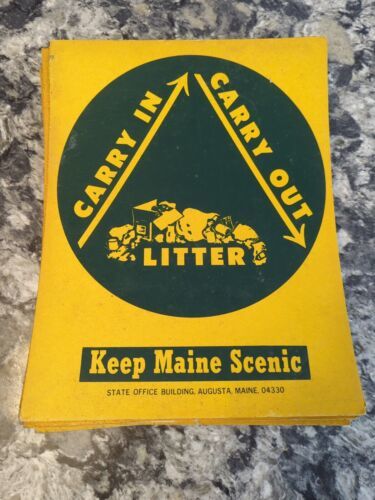 CARRY IN
CARRY OUT
LITTER
Keep Maine Scenic
STATE OFFICE BUILDING, AUGUSTA, MAINE, 04330